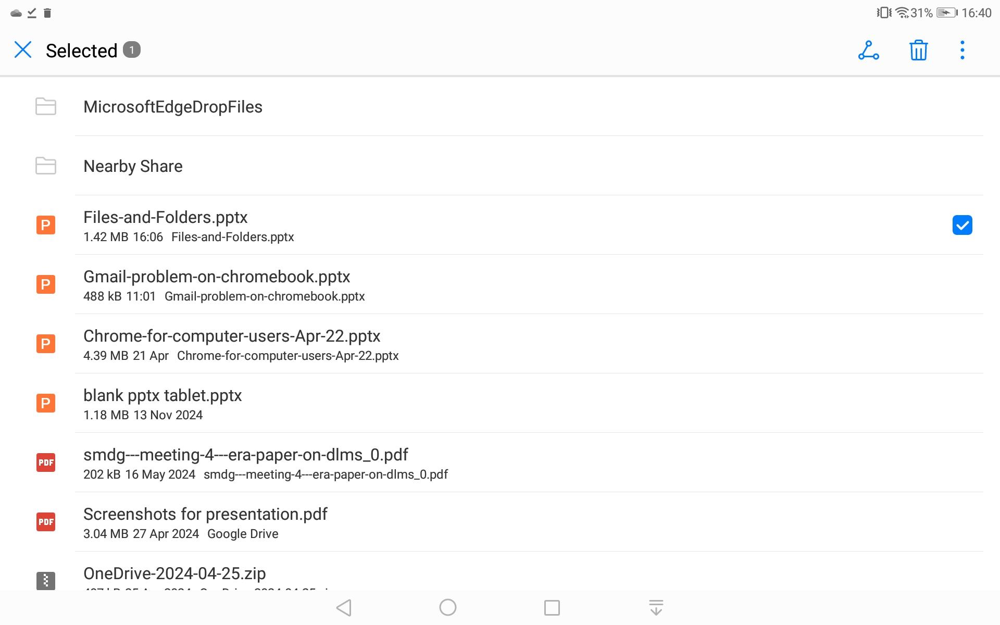 31% 16:40
Selected 1
MicrosoftEdgeDropFiles
Nearby Share
P Files-and-Folders.pptx
1.42 MB 16:06 Files-and-Folders.pptx
P Gmail-problem-on-chromebook.pptx
488 kB 11:01 Gmail-problem-on-chromebook.pptx
P Chrome-for-computer-users-Apr-22.pptx
4.39 MB 21 Apr Chrome-for-computer-users-Apr-22.pptx
P blank pptx tablet.pptx
1.18 MB 13 Nov 2024
PDF smdg---meeting-4---era-paper-on-dlms_0.pdf
202 kB 16 May 2024 smdg---meeting-4---era-paper-on-dlms_0.pdf
PDF Screenshots for presentation.pdf
3.04 MB 27 Apr 2024 Google Drive
OneDrive-2024-04-25.zip